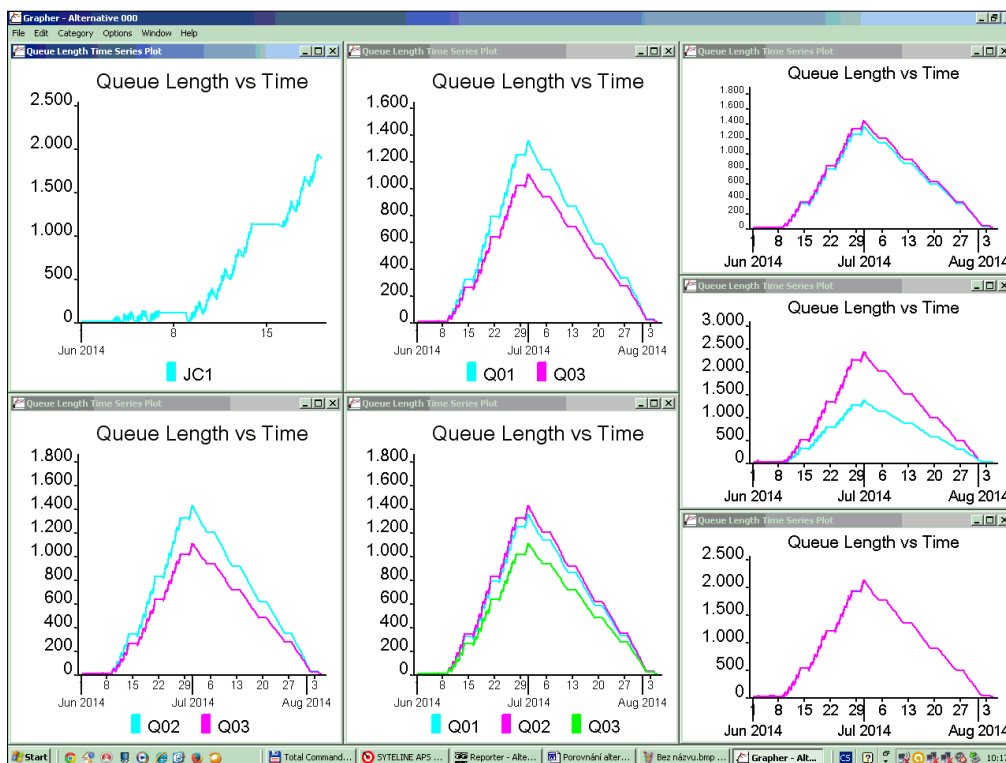 Grapher - Alternative 000
File Edit Category Options Window Help
Queue Length Time Series Plot
Queue Length vs Time
2.500
2.000
1.500
1.000
500
0
1 8 15
Jun 2014
JC1
Queue Length Time Series Plot
Queue Length vs Time
1.600
1.400
1.200
1.000
800
600
400
200
0
1 8 15 22 29 6 13 20 27 3
Jun 2014 Jul 2014 Aug 2014
Q01 Q03
Queue Length Time Series Plot
Queue Length vs Time
1.800
1.600
1.400
1.200
1.000
800
600
400
200
0
1 8 15 22 29 6 13 20 27 3
Jun 2014 Jul 2014 Aug 2014
Queue Length Time Series Plot
Queue Length vs Time
3.000
2.500
2.000
1.500
1.000
500
0
1 8 15 22 29 6 13 20 27 3
Jun 2014 Jul 2014 Aug 2014
Queue Length Time Series Plot
Queue Length vs Time
1.800
1.600
1.400
1.200
1.000
800
600
400
200
0
1 8 15 22 29 6 13 20 27 3
Jun 2014 Jul 2014 Aug 2014
Q02 Q03
Queue Length Time Series Plot
Queue Length vs Time
1.800
1.600
1.400
1.200
1.000
800
600
400
200
0
1 8 15 22 29 6 13 20 27 3
Jun 2014 Jul 2014 Aug 2014
Q01 Q02 Q03
Queue Length Time Series Plot
Queue Length vs Time
2.500
2.000
1.500
1.000
500
0
1 8 15 22 29 6 13 20 27 3
Jun 2014 Jul 2014 Aug 2014
Start Total Command... SYTELINE APS ... Reporter - Alte... Porovnání alter... Bez názvu.bmp ... Grapher - Alt... CS